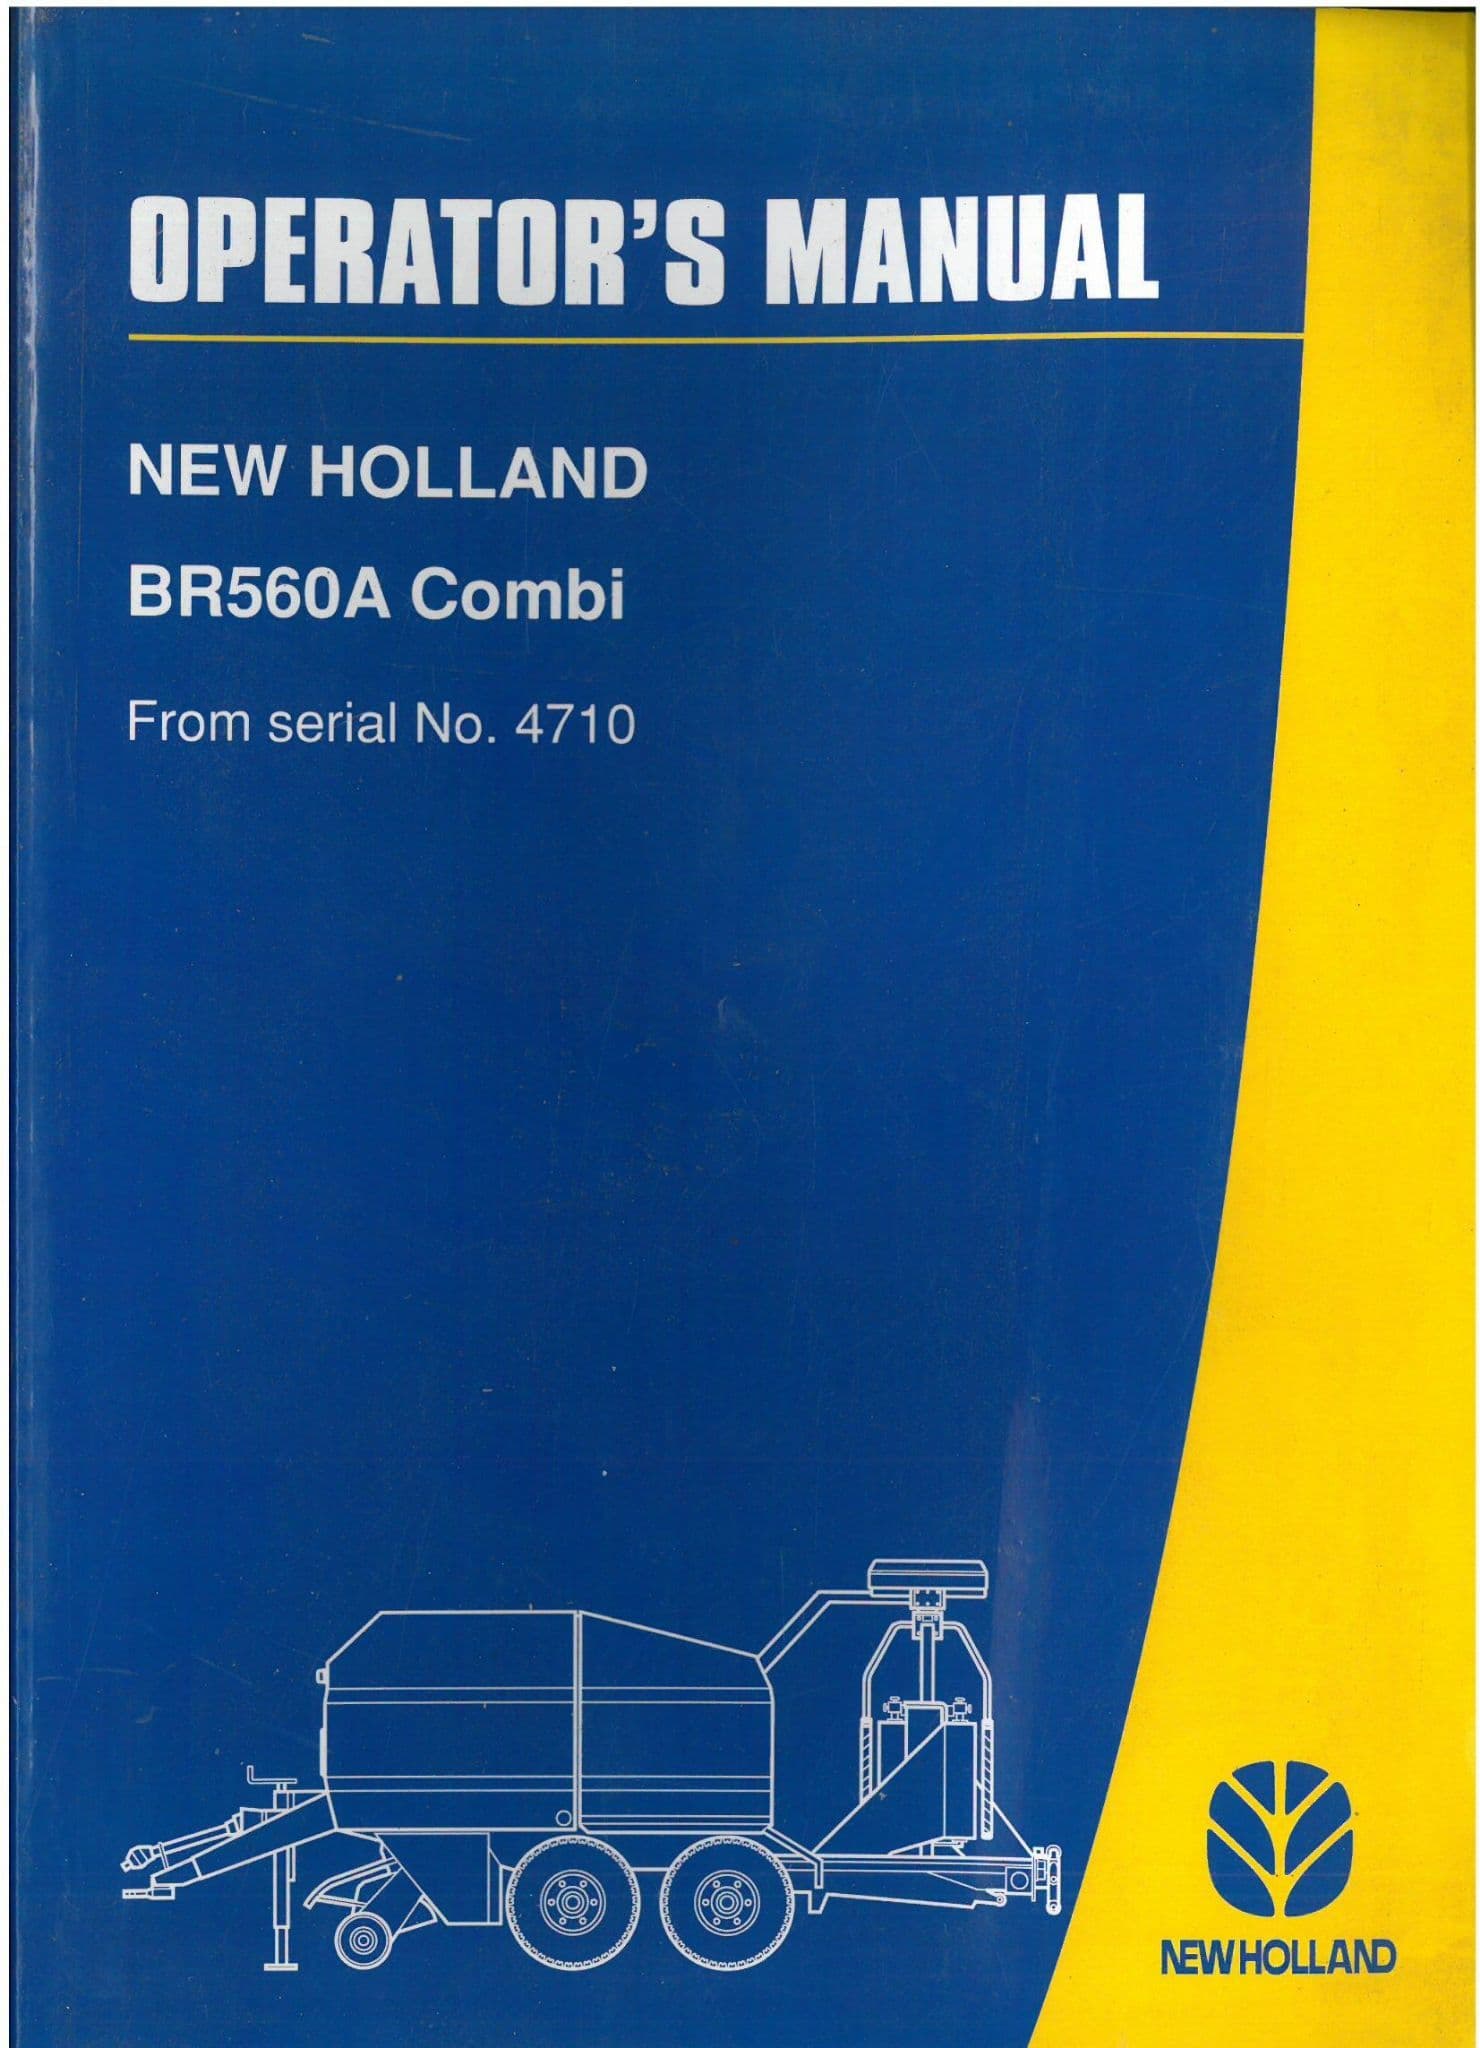 OPERATOR’S MANUAL
NEW HOLLAND
BR560A Combi
From serial No. 4710
NEW HOLLAND